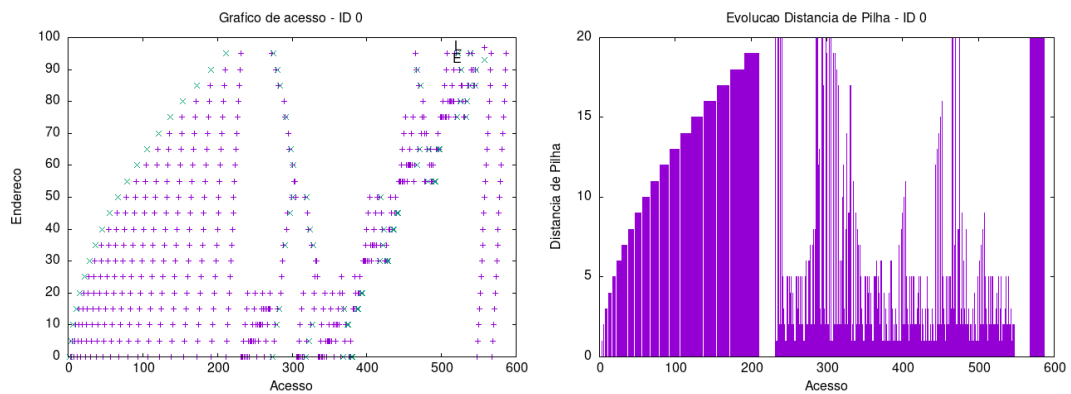 Grafico de acesso - ID 0
100
90
80
70
60
50
40
30
20
10
0
Endereco
L
E
0 100 200 300 400 500 600
Acesso
Evolucao Distancia de Pilha - ID 0
20
15
10
5
0
Distancia de Pilha
0 100 200 300 400 500 600
Acesso